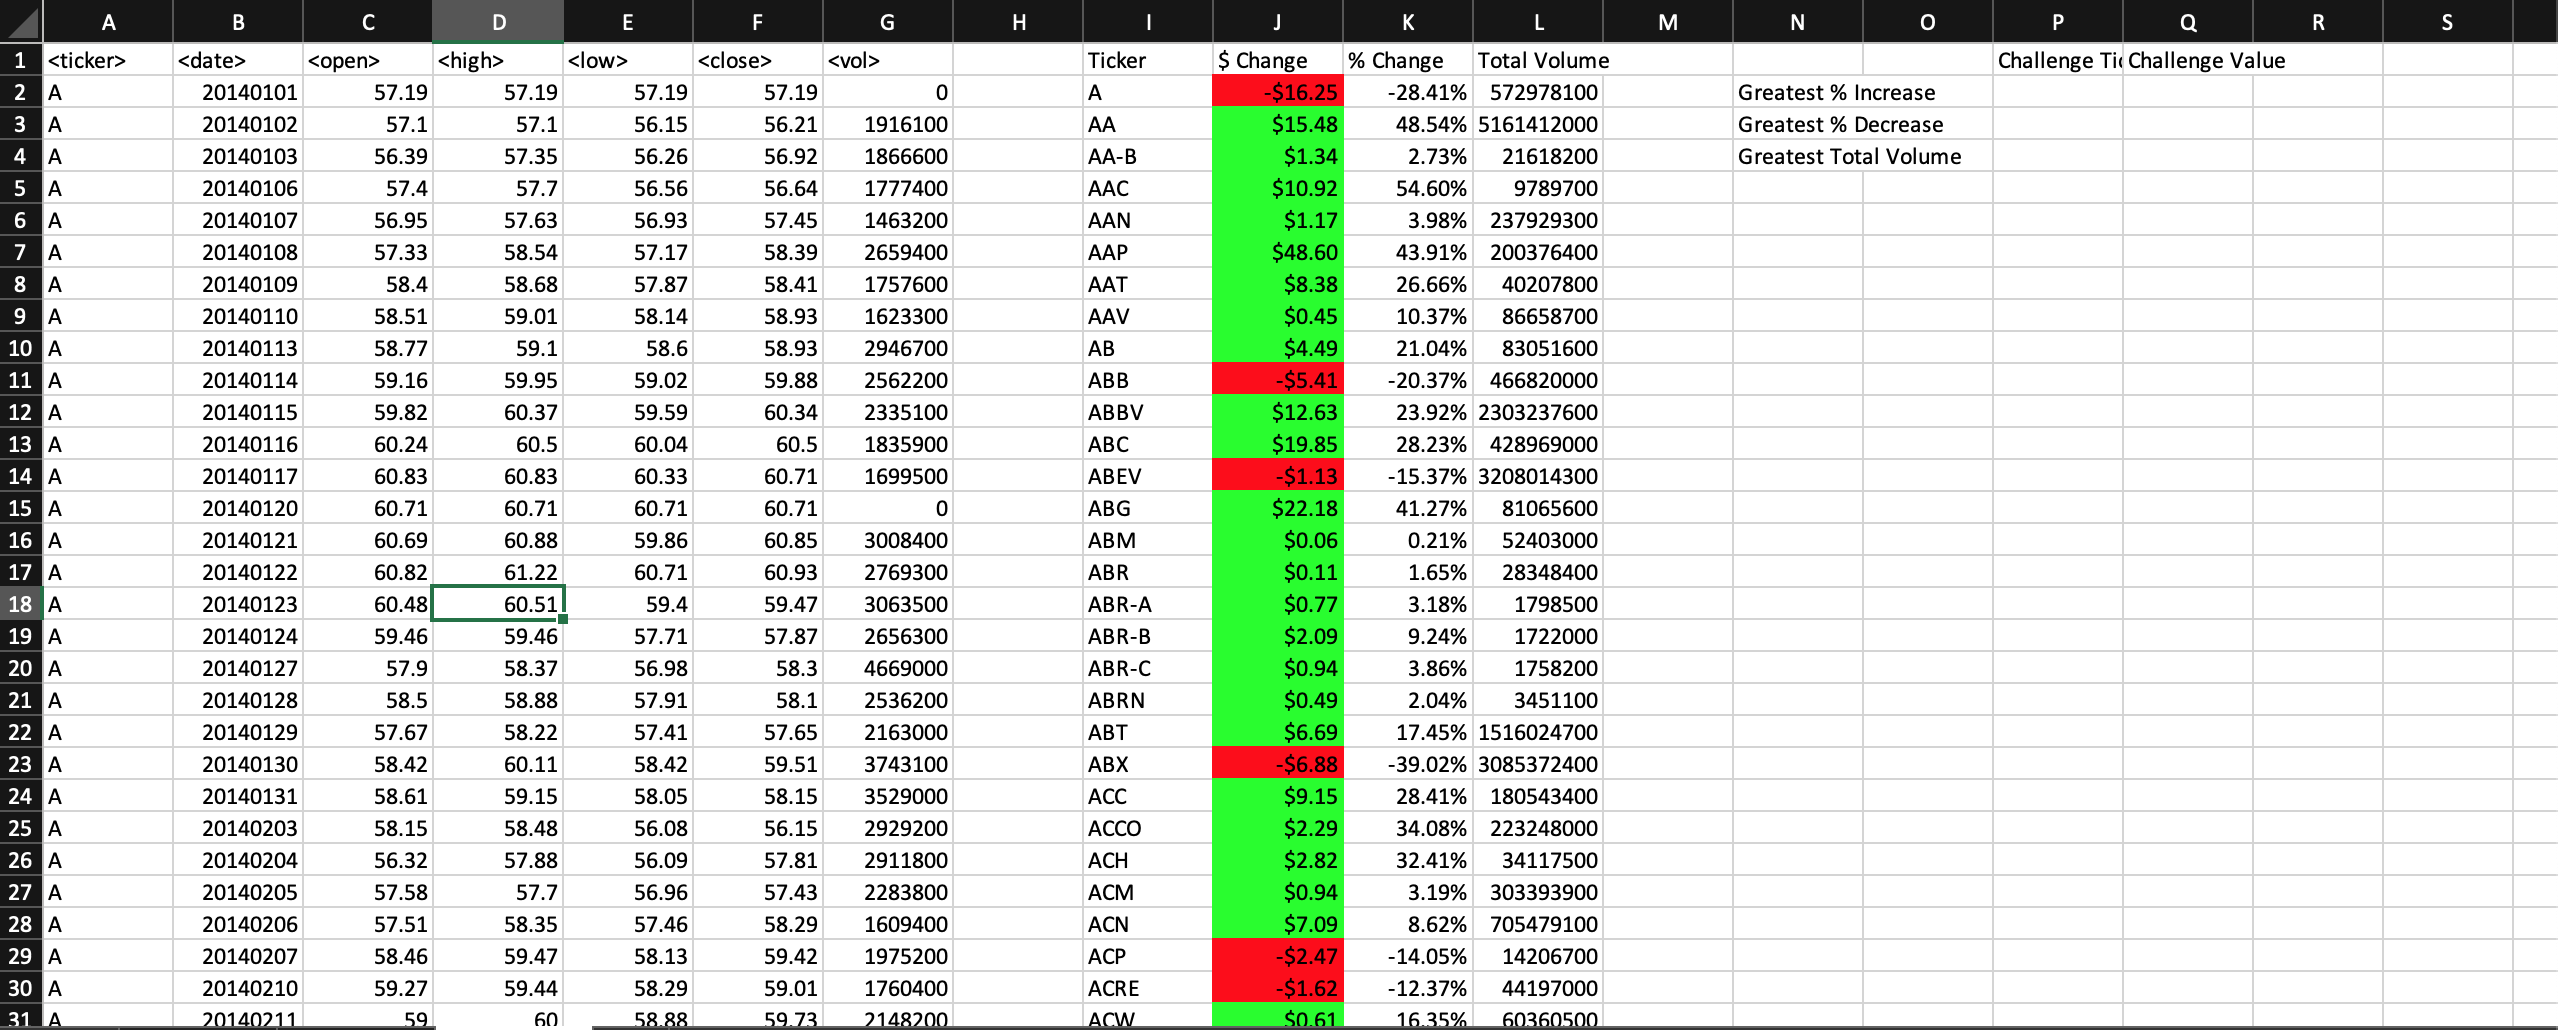 A B C D E F G H I J K L M N O P Q R S
1 <ticker> <date> <open> <high> <low> <close> <vol> Ticker $ Change % Change Total Volume Challenge Tic Challenge Value
2 A 20140101 57.19 57.19 57.19 57.19 0 A -$16.25 -28.41% 572978100 Greatest % Increase
3 A 20140102 57.1 57.1 56.15 56.21 1916100 AA $15.48 48.54% 5161412000 Greatest % Decrease
4 A 20140103 56.39 57.35 56.26 56.92 1866600 AA-B $1.34 2.73% 21618200 Greatest Total Volume
5 A 20140106 57.4 57.7 56.56 56.64 1777400 AAC $10.92 54.60% 9789700
6 A 20140107 56.95 57.63 56.93 57.45 1463200 AAN $1.17 3.98% 237929300
7 A 20140108 57.33 58.54 57.17 58.39 2659400 AAP $48.60 43.91% 200376400
8 A 20140109 58.4 58.68 57.87 58.41 1757600 AAT $8.38 26.66% 40207800
9 A 20140110 58.51 59.01 58.14 58.93 1623300 AAV $0.45 10.37% 86658700
10 A 20140113 58.77 59.1 58.6 58.93 2946700 AB $4.49 21.04% 83051600
11 A 20140114 59.16 59.95 59.02 59.88 2562200 ABB -$5.41 -20.37% 466820000
12 A 20140115 59.82 60.37 59.59 60.34 2335100 ABBV $12.63 23.92% 2303237600
13 A 20140116 60.24 60.5 60.04 60.5 1835900 ABC $19.85 28.23% 428969000
14 A 20140117 60.83 60.83 60.33 60.71 1699500 ABEV -$1.13 -15.37% 3208014300
15 A 20140120 60.71 60.71 60.71 60.71 0 ABG $22.18 41.27% 81065600
16 A 20140121 60.69 60.88 59.86 60.85 3008400 ABM $0.06 0.21% 52403000
17 A 20140122 60.82 61.22 60.71 60.93 2769300 ABR $0.11 1.65% 28348400
18 A 20140123 60.48 60.51 59.4 59.47 3063500 ABR-A $0.77 3.18% 1798500
19 A 20140124 59.46 59.46 57.71 57.87 2656300 ABR-B $2.09 9.24% 1722000
20 A 20140127 57.9 58.37 56.98 58.3 4669000 ABR-C $0.94 3.86% 1758200
21 A 20140128 58.5 58.88 57.91 58.1 2536200 ABRN $0.49 2.04% 3451100
22 A 20140129 57.67 58.22 57.41 57.65 2163000 ABT $6.69 17.45% 1516024700
23 A 20140130 58.42 60.11 58.42 59.51 3743100 ABX -$6.88 -39.02% 3085372400
24 A 20140131 58.61 59.15 58.05 58.15 3529000 ACC $9.15 28.41% 180543400
25 A 20140203 58.15 58.48 56.08 56.15 2929200 ACCO $2.29 34.08% 223248000
26 A 20140204 56.32 57.88 56.09 57.81 2911800 ACH $2.82 32.41% 34117500
27 A 20140205 57.58 57.7 56.96 57.43 2283800 ACM $0.94 3.19% 303393900
28 A 20140206 57.51 58.35 57.46 58.29 1609400 ACN $7.09 8.62% 705479100
29 A 20140207 58.46 59.47 58.13 59.42 1975200 ACP -$2.47 -14.05% 14206700
30 A 20140210 59.27 59.44 58.29 59.01 1760400 ACRE -$1.62 -12.37% 44197000
31 A 20140211 59 60 58.88 59.73 2148200 ACW $0.61 16.35% 60360500